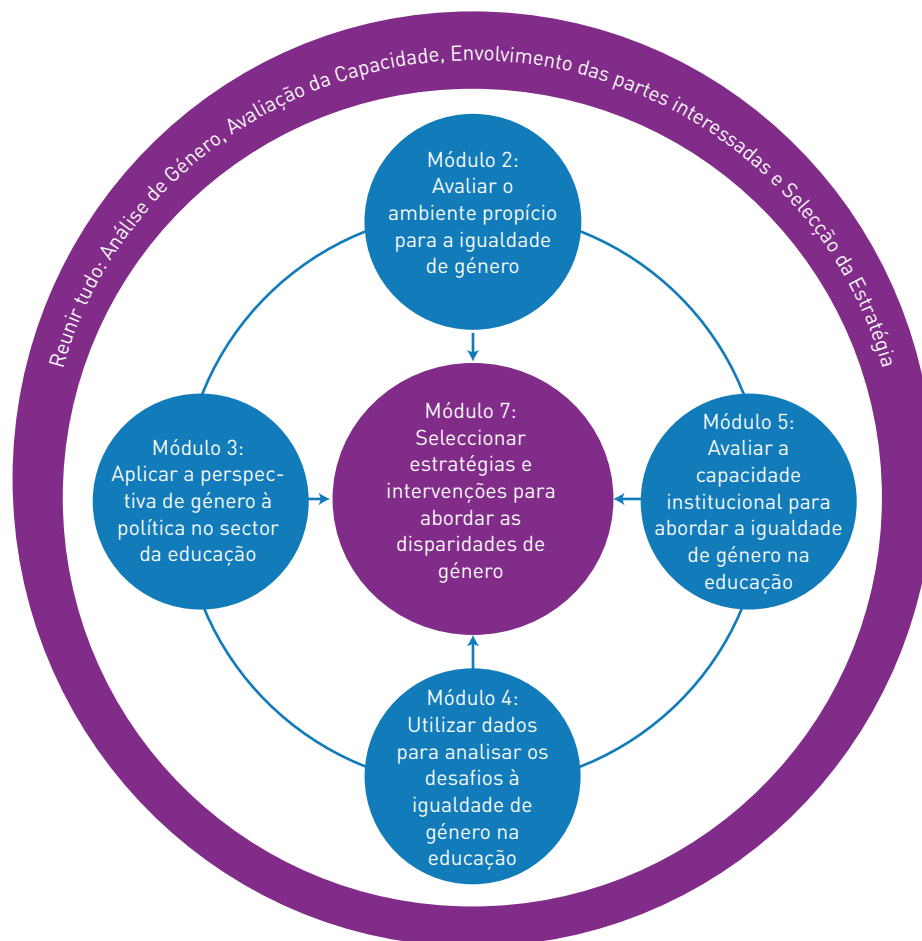 Reunir tudo: Análise de Género, Avaliação da Capacidade, Envolvimento das partes interessadas e Selecção da Estratégia
Módulo 2:
Avaliar o
ambiente propício
para a igualdade
de género
Módulo 3:
Aplicar a perspec-
tiva de género à
política no sector
da educação
Módulo 7:
Seleccionar
estratégias e
intervenções para
abordar as
disparidades de
género
Módulo 5:
Avaliar a
capacidade
institucional para
abordar a igualdade
de género na
educação
Módulo 4:
Utilizar dados
para analisar os
desafios à
igualdade de
género na
educação